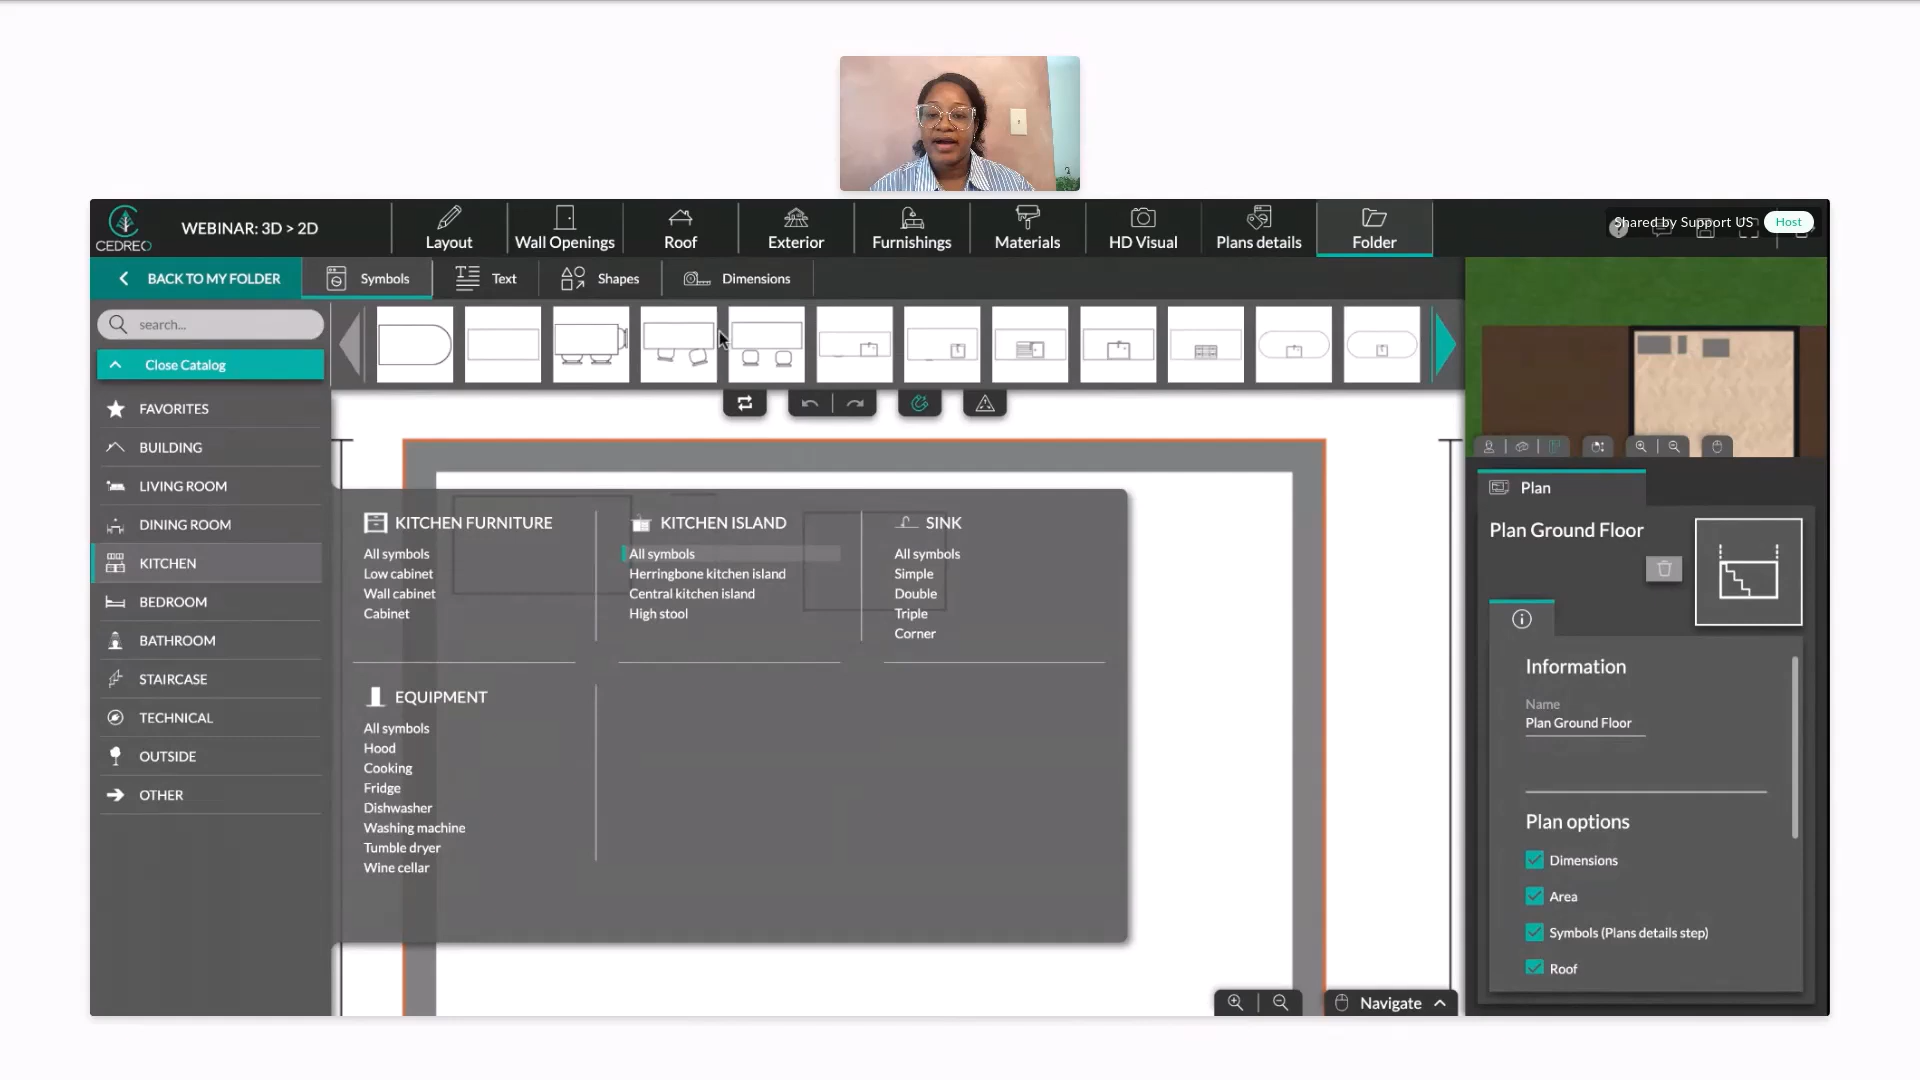 CEDREO
WEBINAR: 3D > 2D
Layout
Wall Openings
Roof
Exterior
Furnishings
Materials
HD Visual
Plans details
Folder
Shared by Support US
Host
BACK TO MY FOLDER
Symbols
Text
Shapes
Dimensions
search...
Close Catalog
FAVORITES
BUILDING
LIVING ROOM
DINING ROOM
KITCHEN
BEDROOM
BATHROOM
STAIRCASE
TECHNICAL
OUTSIDE
OTHER
KITCHEN FURNITURE
All symbols
Low cabinet
Wall cabinet
Cabinet
KITCHEN ISLAND
All symbols
Herringbone kitchen island
Central kitchen island
High stool
SINK
All symbols
Simple
Double
Triple
Corner
EQUIPMENT
All symbols
Hood
Cooking
Fridge
Dishwasher
Washing machine
Tumble dryer
Wine cellar
Navigate
Plan
Plan Ground Floor
Information
Name
Plan Ground Floor
Plan options
Dimensions
Area
Symbols (Plans details step)
Roof